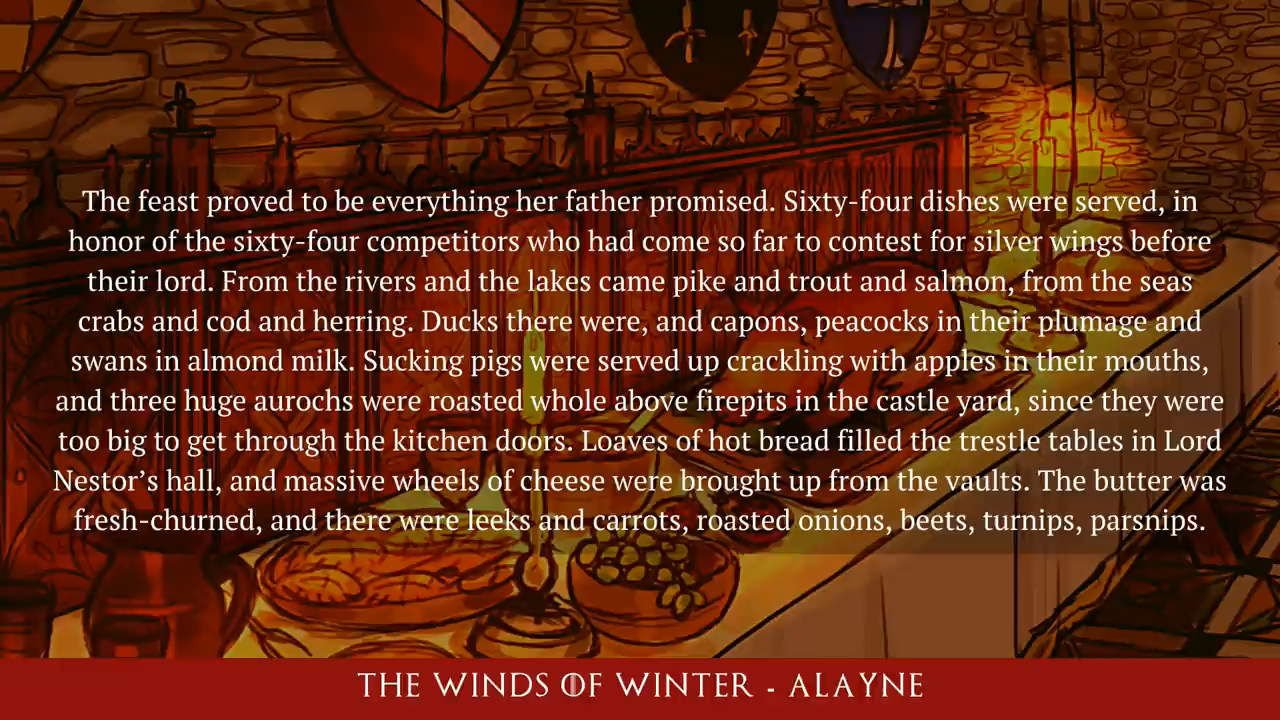 The feast proved to be everything her father promised. Sixty-four dishes were served, in
honor of the sixty-four competitors who had come so far to contest for silver wings before
their lord. From the rivers and the lakes came pike and trout and salmon, from the seas
crabs and cod and herring. Ducks there were, and capons, peacocks in their plumage and
swans in almond milk. Sucking pigs were served up crackling with apples in their mouths,
and three huge aurochs were roasted whole above firepits in the castle yard, since they were
too big to get through the kitchen doors. Loaves of hot bread filled the trestle tables in Lord
Nestor’s hall, and massive wheels of cheese were brought up from the vaults. The butter was
fresh-churned, and there were leeks and carrots, roasted onions, beets, turnips, parsnips.
THE WINDS OF WINTER - ALAYNE